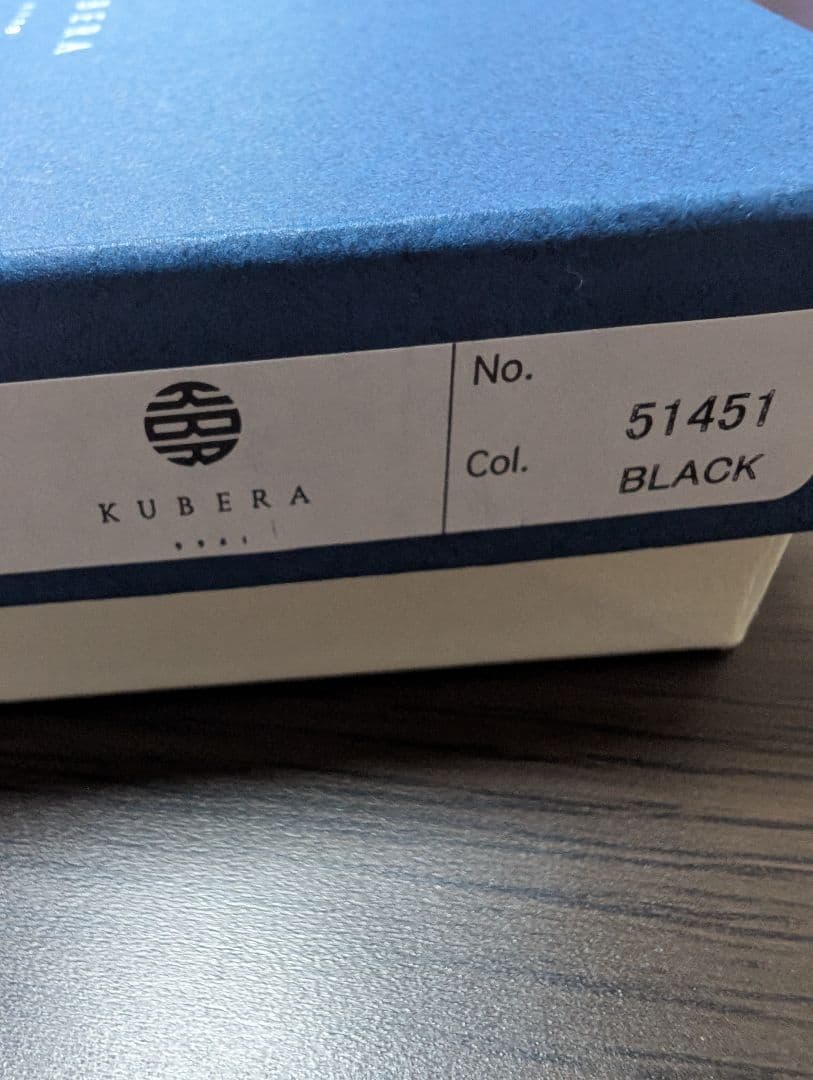 KUBERA
No.
51451
Col.
BLACK